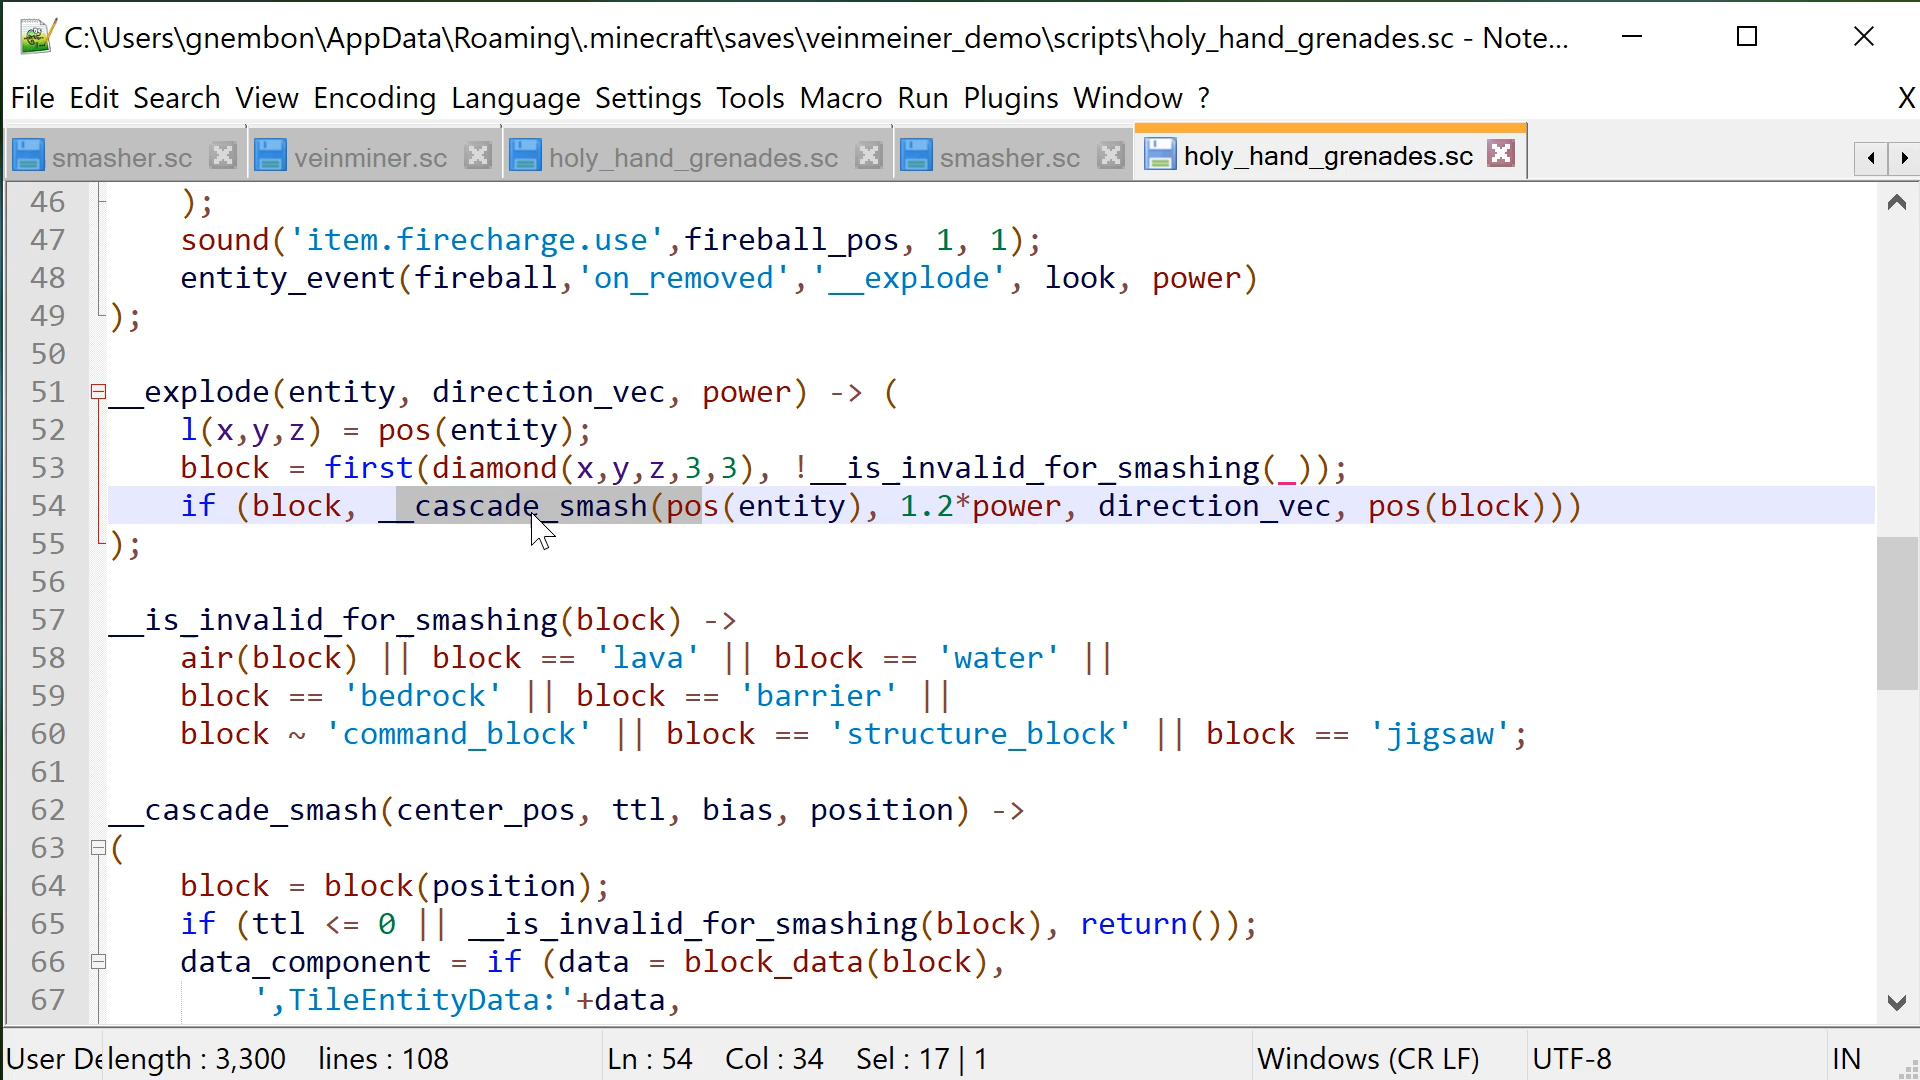 C:\Users\gnembon\AppData\Roaming\.minecraft\saves\veinmeiner_demo\scripts\holy_hand_grenades.sc - Note...
File Edit Search View Encoding Language Settings Tools Macro Run Plugins Window ? X
smasher.sc veinminer.sc holy_hand_grenades.sc smasher.sc holy_hand_grenades.sc
46 );
47 sound('item.firecharge.use',fireball_pos, 1, 1);
48 entity_event(fireball,'on_removed','__explode', look, power)
49 );
50
51 __explode(entity, direction_vec, power) -> (
52 l(x,y,z) = pos(entity);
53 block = first(diamond(x,y,z,3,3), !__is_invalid_for_smashing(_));
54 if (block, __cascade_smash(pos(entity), 1.2*power, direction_vec, pos(block)))
55 );
56
57 __is_invalid_for_smashing(block) ->
58 air(block) || block == 'lava' || block == 'water' ||
59 block == 'bedrock' || block == 'barrier' ||
60 block ~ 'command_block' || block == 'structure_block' || block == 'jigsaw';
61
62 __cascade_smash(center_pos, ttl, bias, position) ->
63 (
64 block = block(position);
65 if (ttl <= 0 || __is_invalid_for_smashing(block), return());
66 data_component = if (data = block_data(block),
67 ',TileEntityData:'+data,
User De length : 3,300 lines : 108 Ln : 54 Col : 34 Sel : 17 | 1 Windows (CR LF) UTF-8 IN